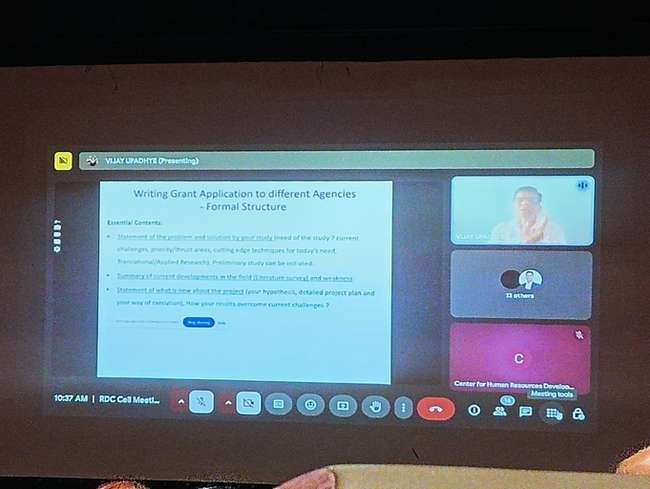 VIJAY UPADHYE (Presenting)
Writing Grant Application to different Agencies
- Formal Structure
Essential Contents:
Statement of the problem and solution by your study (need of the study ? current
challenges, priority/thrust areas, cutting edge techniques for today's need,
Translational/Applied Research). Preliminary study can be initiated.
Summary of current developments in the field (Literature survey) and weakness
Statement of what is new about the project (your hypothesis, detailed project plan and
your way of execution), How your results overcome current challenges ?
Stop sharing
Hide
VIJAY UPADHYE
13 others
C
Center for Human Resources Develop...
Meeting tools
10:37 AM | RDC Cell Meeti...
16